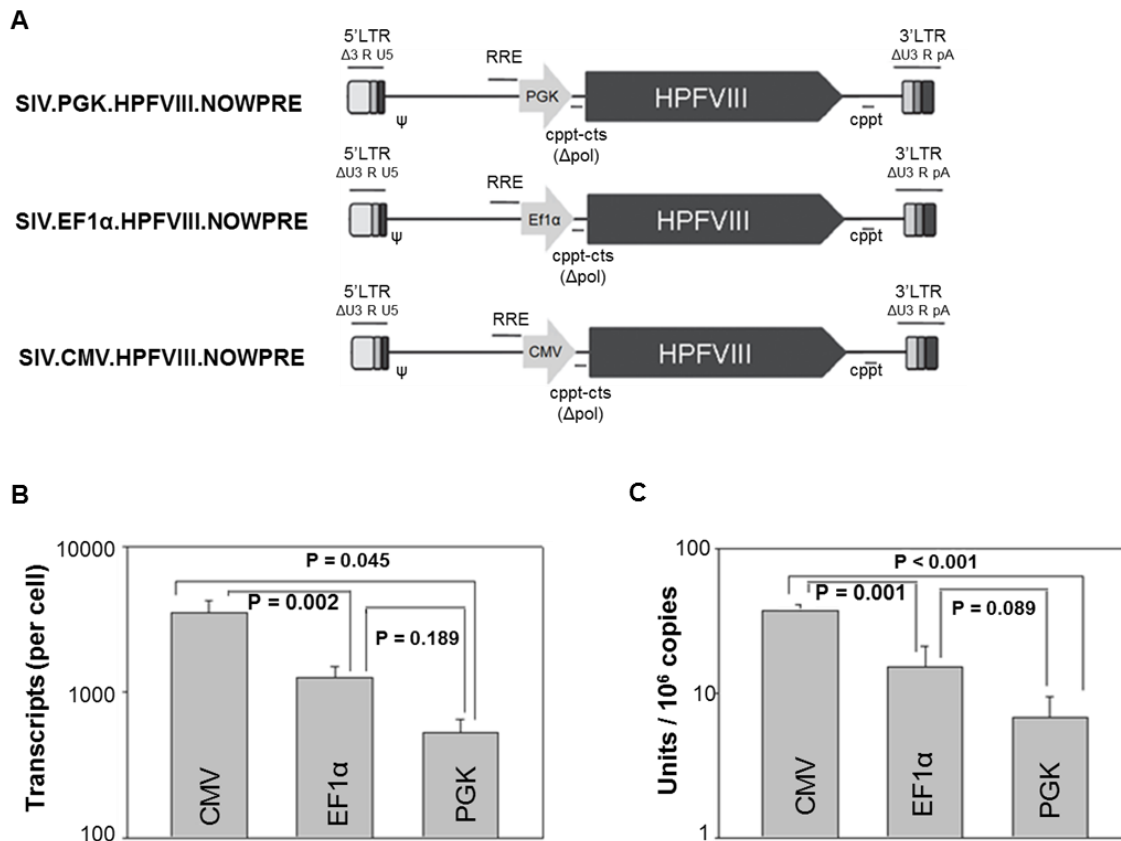 A
5'LTR
Δ3 R U5
3'LTR
ΔU3 R pA
RRE
SIV.PGK.HPFVIII.NOWPRE
PGK
HPFVIII
ψ
cppt-cts
(Δpol)
cppt
5'LTR
ΔU3 R U5
3'LTR
ΔU3 R pA
RRE
SIV.EF1α.HPFVIII.NOWPRE
Ef1α
HPFVIII
ψ
cppt-cts
(Δpol)
cppt
5'LTR
ΔU3 R U5
3'LTR
ΔU3 R pA
RRE
SIV.CMV.HPFVIII.NOWPRE
CMV
HPFVIII
ψ
cppt-cts
(Δpol)
cppt
B
Transcripts (per cell)
10000
1000
100
P = 0.045
P = 0.002
P = 0.189
CMV
EF1α
PGK
C
Units / 10⁶ copies
100
10
1
P < 0.001
P = 0.001
P = 0.089
CMV
EF1α
PGK